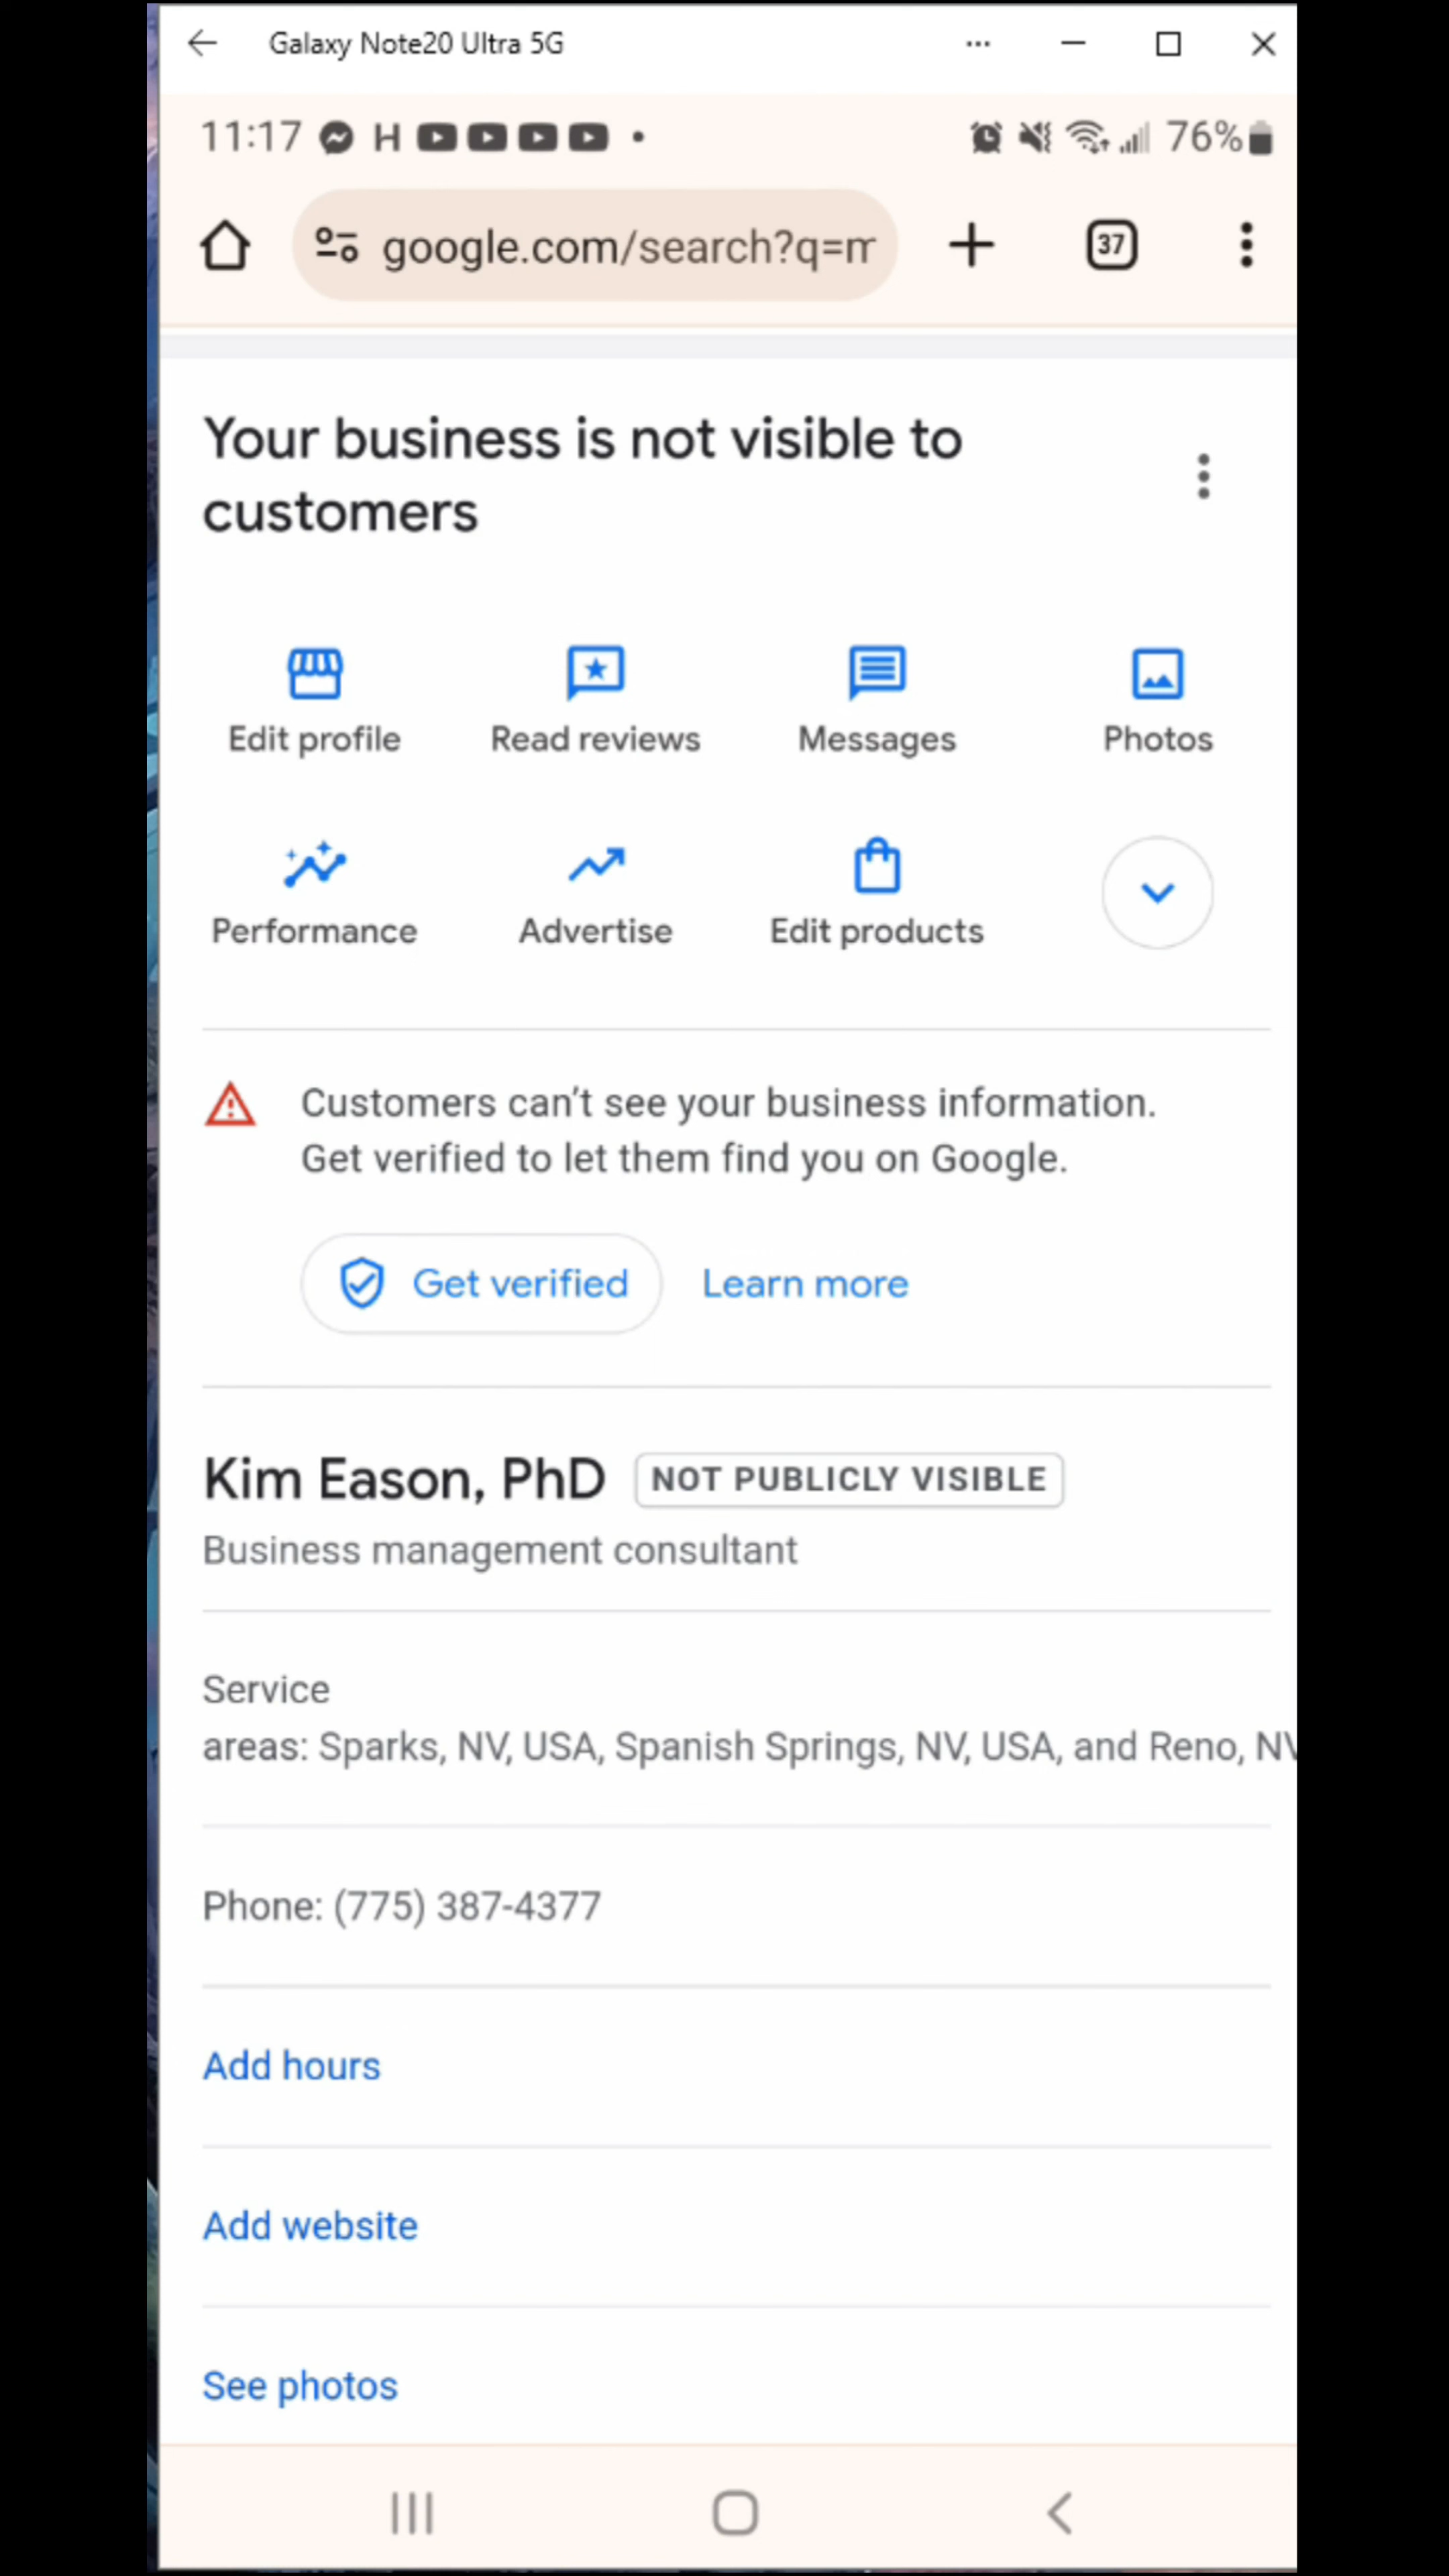 Galaxy Note20 Ultra 5G
11:17 H 76%
google.com/search?q=m 37
Your business is not visible to
customers
Edit profile Read reviews Messages Photos
Performance Advertise Edit products
Customers can't see your business information.
Get verified to let them find you on Google.
Get verified Learn more
Kim Eason, PhD NOT PUBLICLY VISIBLE
Business management consultant
Service
areas: Sparks, NV, USA, Spanish Springs, NV, USA, and Reno, NV
Phone: (775) 387-4377
Add hours
Add website
See photos